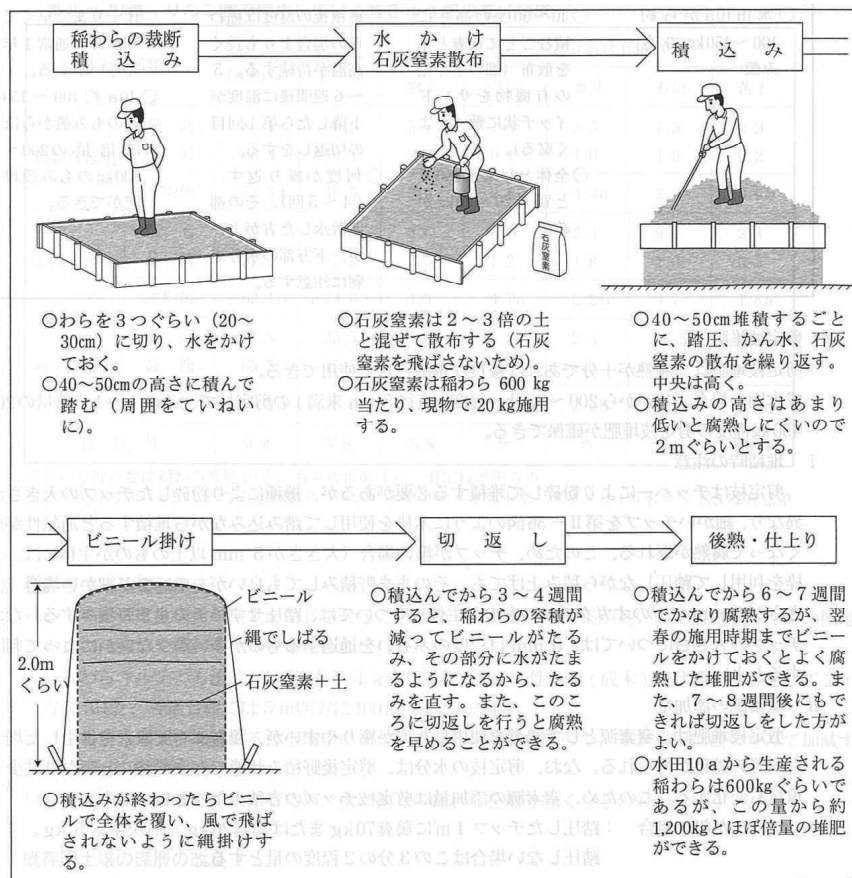 稲わらの裁断
積込み
水かけ
石灰窒素散布
積込み
石灰窒素
○わらを3つぐらい（20～
30cm）に切り、水をかけ
ておく。
○40～50cmの高さに積んで
踏む（周囲をていねい
に）。
○石灰窒素は2～3倍の土
と混ぜて散布する（石灰
窒素を飛ばさないため）。
○石灰窒素は稲わら 600 kg
当たり、現物で20kg施用
する。
○40～50cm堆積するごと
に、踏圧、かん水、石灰
窒素の散布を繰り返す。
中央は高く。
○積込みの高さはあまり
低いと腐熟しにくいので
2mぐらいとする。
ビニール掛け
切返し
後熟・仕上り
ビニール
縄でしばる
2.0m
くらい
石灰窒素＋土
○積込みが終わったらビニー
ルで全体を覆い、風で飛ば
されないように縄掛けす
る。
○積込んでから3～4週間
すると、稲わらの容積が
減ってビニールがたる
み、その部分に水がたま
るようになるから、たる
みを直す。また、このこ
ろに切返しを行うと腐熟
を早めることができる。
○積込んでから6～7週間
でかなり腐熟するが、翌
春の施用時期までビニー
ルをかけておくとよく腐
熟した堆肥ができる。ま
た、7～8週間後にもで
きれば切返しをした方が
よい。
○水田10aから生産される
稲わらは600kgぐらいで
あるが、この量から約
1,200kgとほぼ倍量の堆肥
ができる。